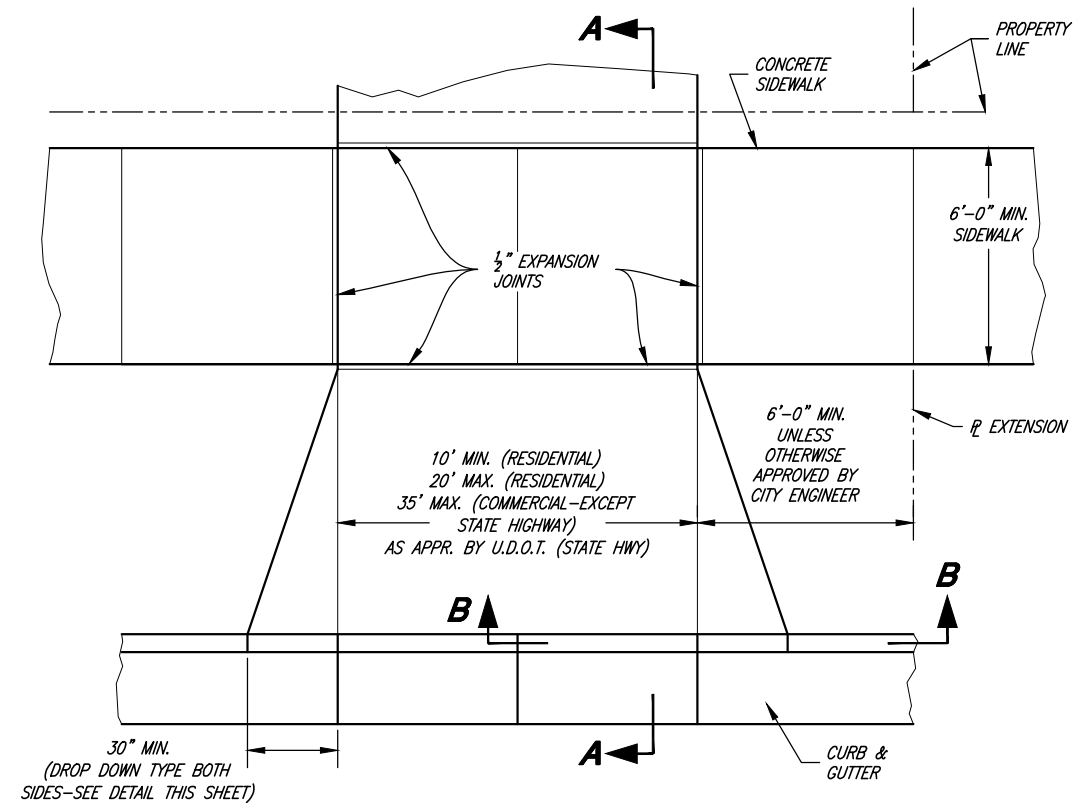 A
PROPERTY
LINE
CONCRETE
SIDEWALK
6'-0" MIN.
SIDEWALK
½" EXPANSION
JOINTS
6'-0" MIN.
UNLESS
OTHERWISE
APPROVED BY
CITY ENGINEER
℄ EXTENSION
10' MIN. (RESIDENTIAL)
20' MAX. (RESIDENTIAL)
35' MAX. (COMMERCIAL-EXCEPT
STATE HIGHWAY)
AS APPR. BY U.D.O.T. (STATE HWY)
B
B
A
30" MIN.
(DROP DOWN TYPE BOTH
SIDES-SEE DETAIL THIS SHEET)
CURB &
GUTTER